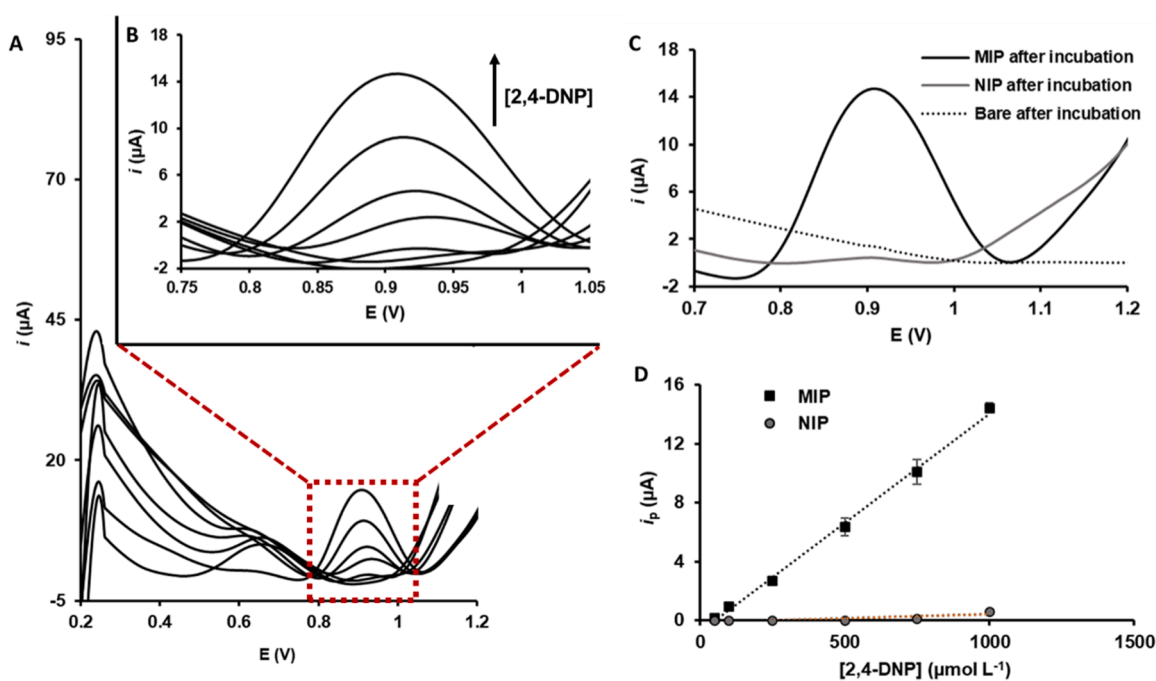 A
95
70
45
20
-5
i (µA)
0.2
0.4
0.6
0.8
1
1.2
E (V)
B
18
14
10
6
2
-2
i (µA)
[2,4-DNP]
0.75
0.8
0.85
0.9
0.95
1
1.05
E (V)
C
18
14
10
6
2
-2
i (µA)
MIP after incubation
NIP after incubation
Bare after incubation
0.7
0.8
0.9
1
1.1
1.2
E (V)
D
16
12
8
4
0
ip (µA)
MIP
NIP
0
500
1000
1500
[2,4-DNP] (µmol L-1)